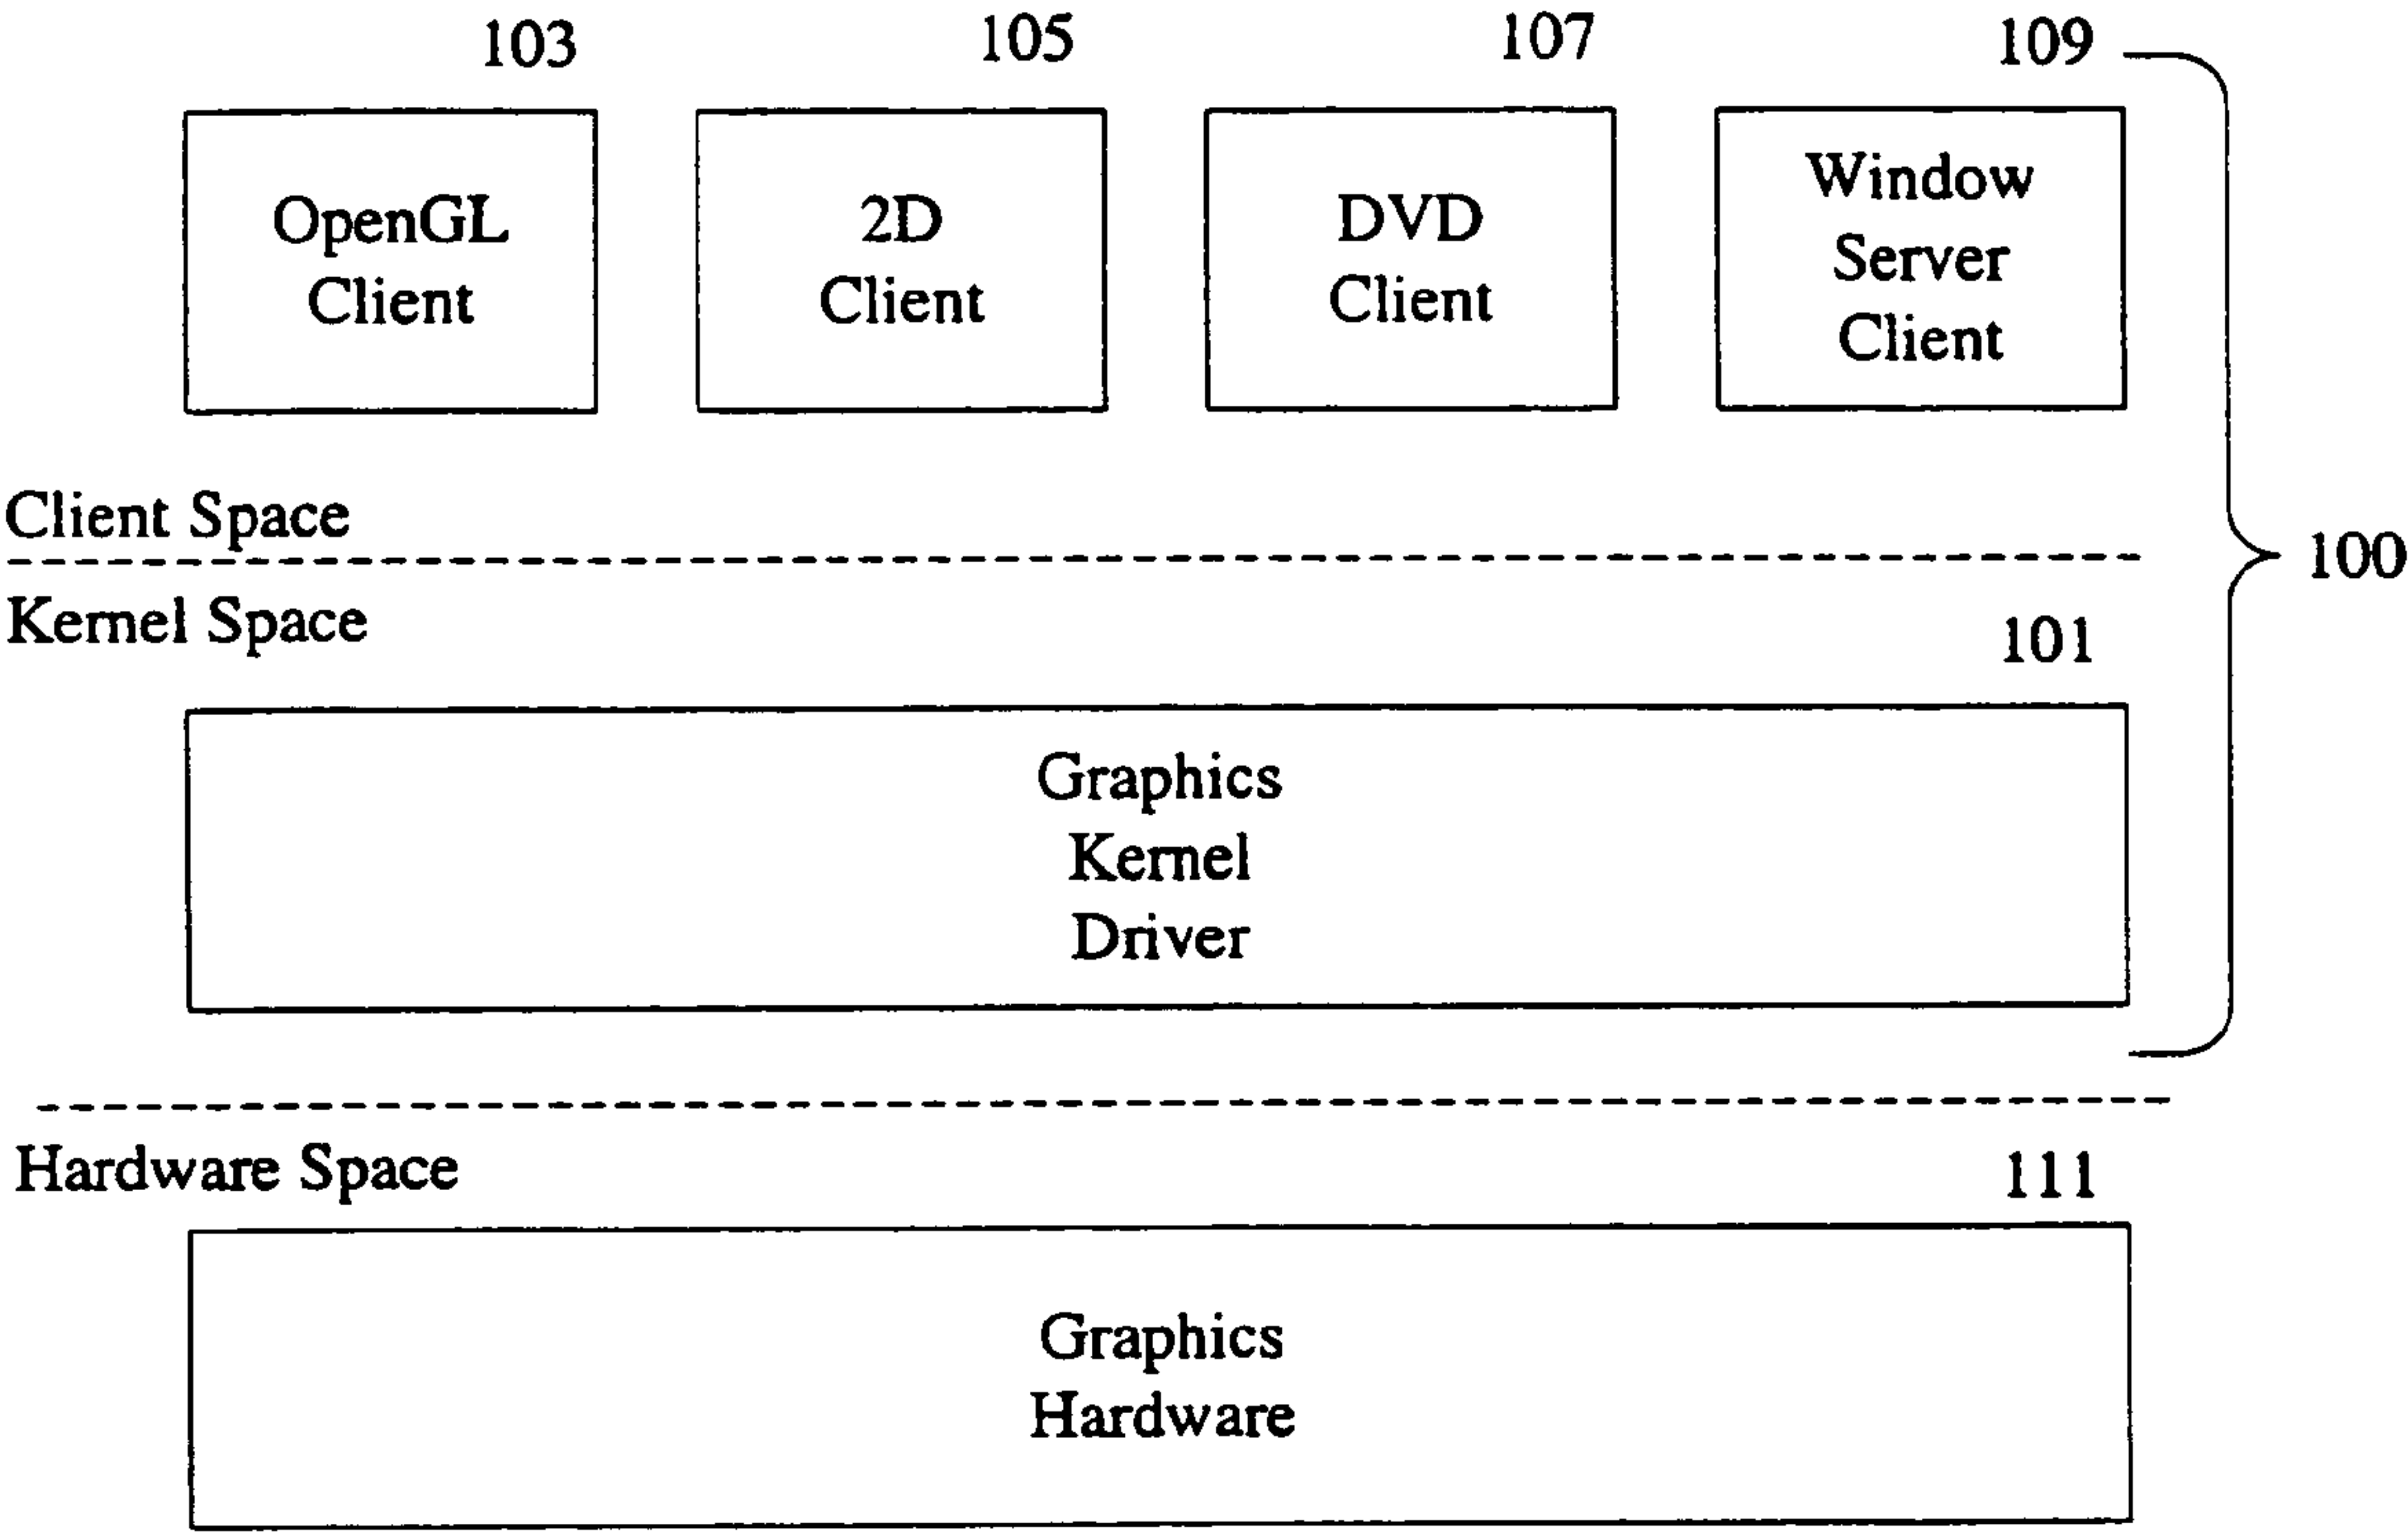 103
105
107
109
OpenGL
Client
2D
Client
DVD
Client
Window
Server
Client
Client Space
100
Kernel Space
101
Graphics
Kernel
Driver
Hardware Space
111
Graphics
Hardware